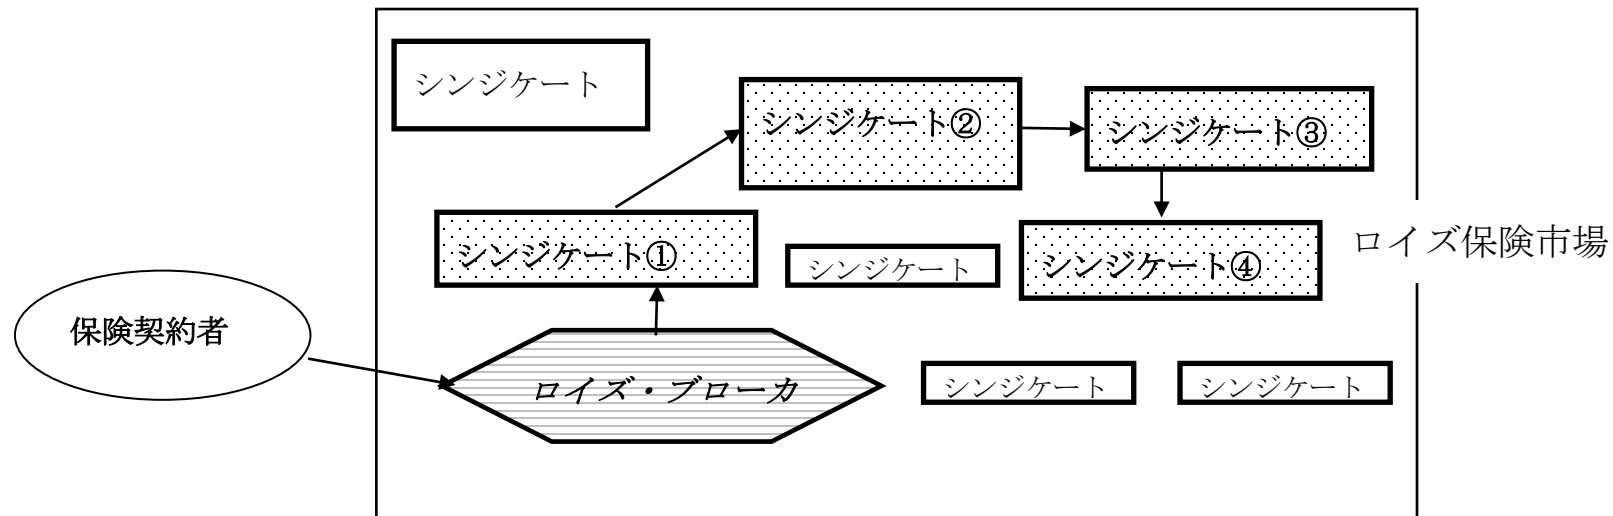 シンジケート
シンジケート②
シンジケート③
シンジケート①
シンジケート
シンジケート④
ロイズ保険市場
保険契約者
ロイズ・ブローカ
シンジケート
シンジケート